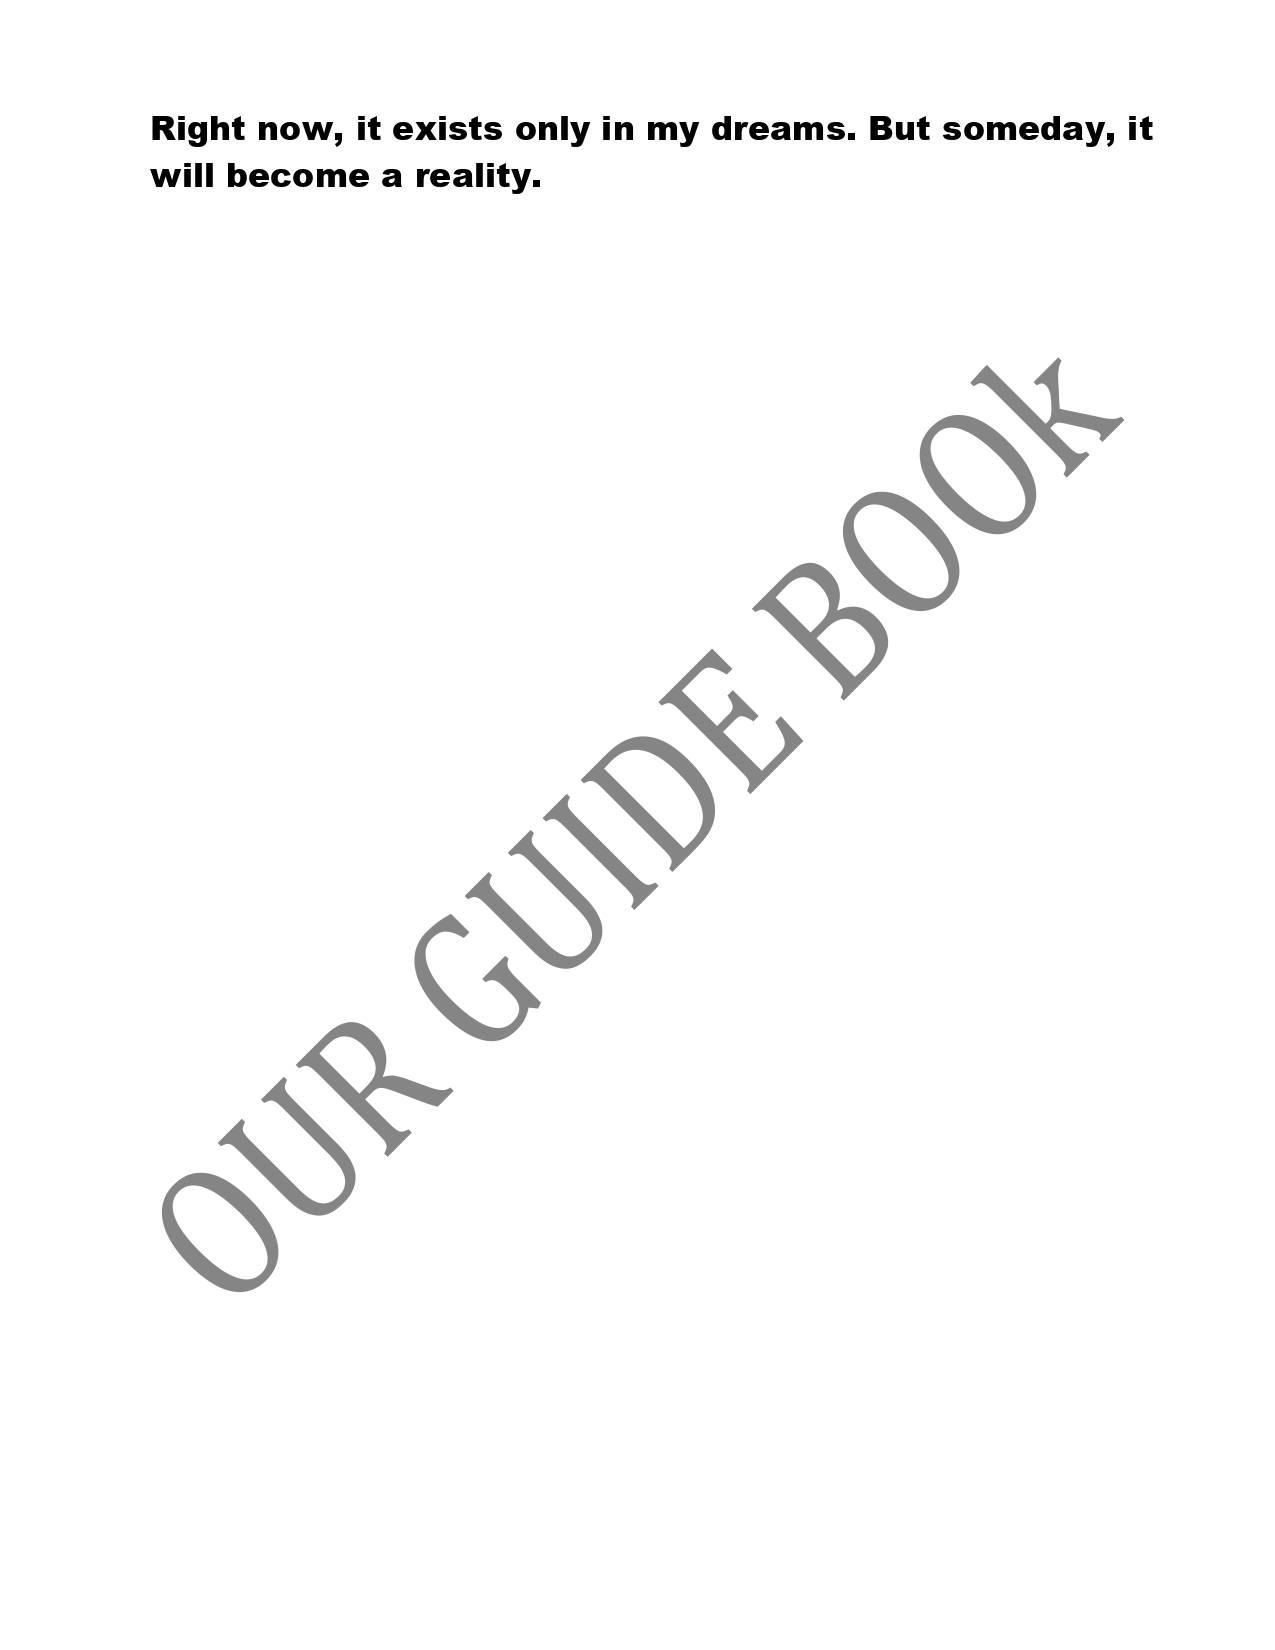 Right now, it exists only in my dreams. But someday, it
will become a reality.
OUR GUIDE BOOk